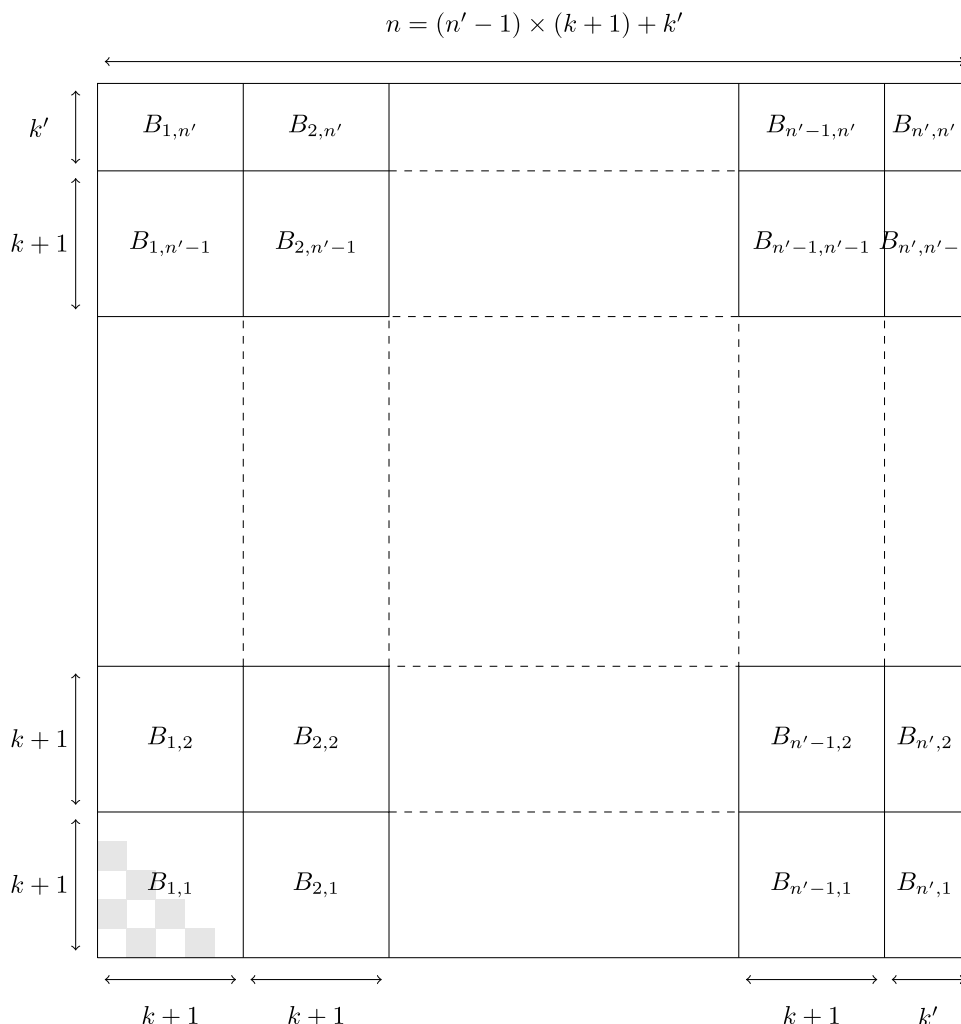 n = (n′ − 1) × (k + 1) + k′
k′ B₁,ₙ′ B₂,ₙ′ Bₙ′₋₁,ₙ′ Bₙ′,ₙ′
k + 1 B₁,ₙ′₋₁ B₂,ₙ′₋₁ Bₙ′₋₁,ₙ′₋₁ Bₙ′,ₙ′₋
k + 1 B₁,₂ B₂,₂ Bₙ′₋₁,₂ Bₙ′,₂
k + 1 B₁,₁ B₂,₁ Bₙ′₋₁,₁ Bₙ′,₁
k + 1 k + 1 k + 1 k′